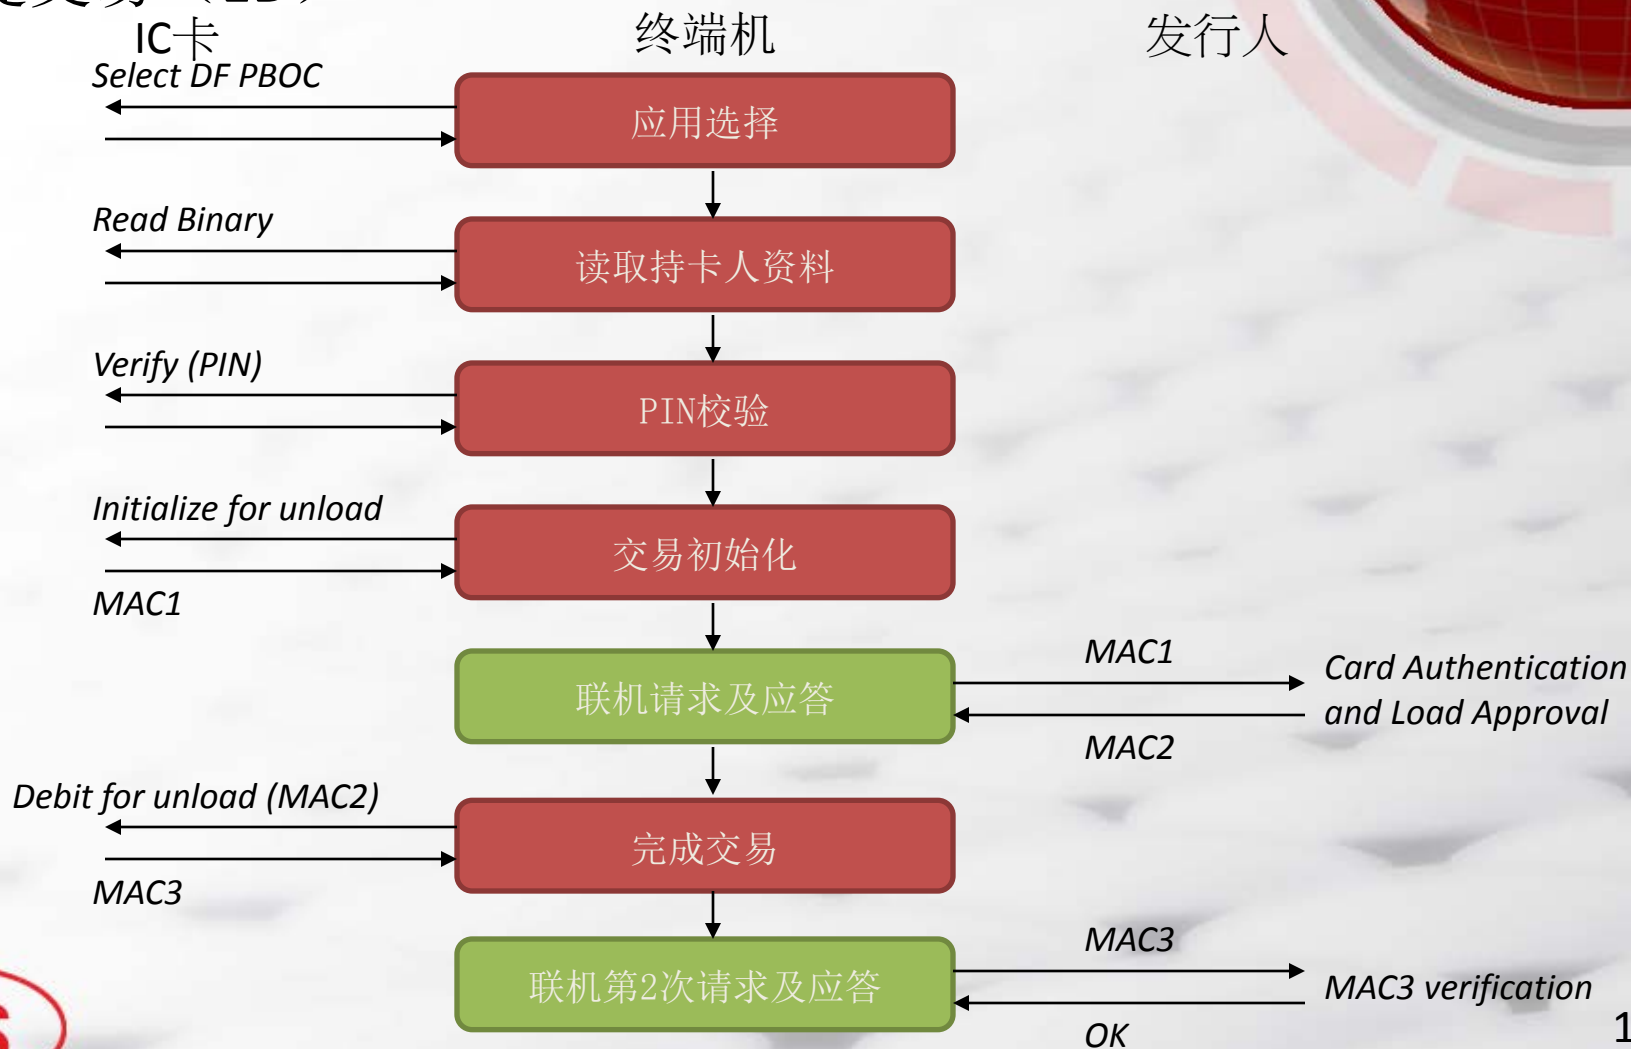 IC卡
终端机
发行人
Select DF PBOC
应用选择
Read Binary
读取持卡人资料
Verify (PIN)
PIN校验
Initialize for unload
交易初始化
MAC1
MAC1
联机请求及应答
Card Authentication
and Load Approval
MAC2
Debit for unload (MAC2)
完成交易
MAC3
MAC3
联机第2次请求及应答
MAC3 verification
OK
1